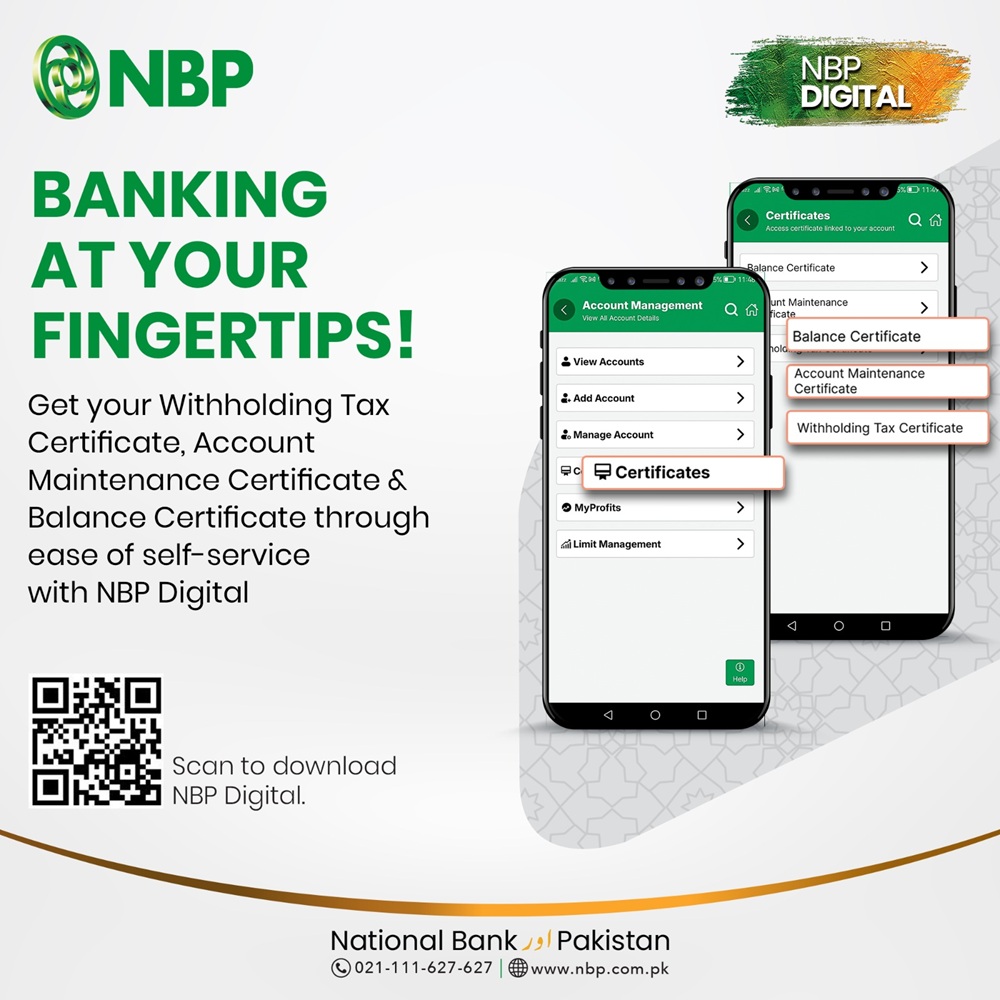 NBP
NBP
DIGITAL
BANKING
AT YOUR
FINGERTIPS!
Get your Withholding Tax
Certificate, Account
Maintenance Certificate &
Balance Certificate through
ease of self-service
with NBP Digital
Scan to download
NBP Digital.
Account Management
View All Account Details
View Accounts
Add Account
Manage Account
Certificates
MyProfits
Limit Management
Help
Certificates
Access certificate linked to your account
Balance Certificate
Balance Certificate
Account Maintenance
Certificate
Withholding Tax Certificate
National Bank اور Pakistan
021-111-627-627 | www.nbp.com.pk